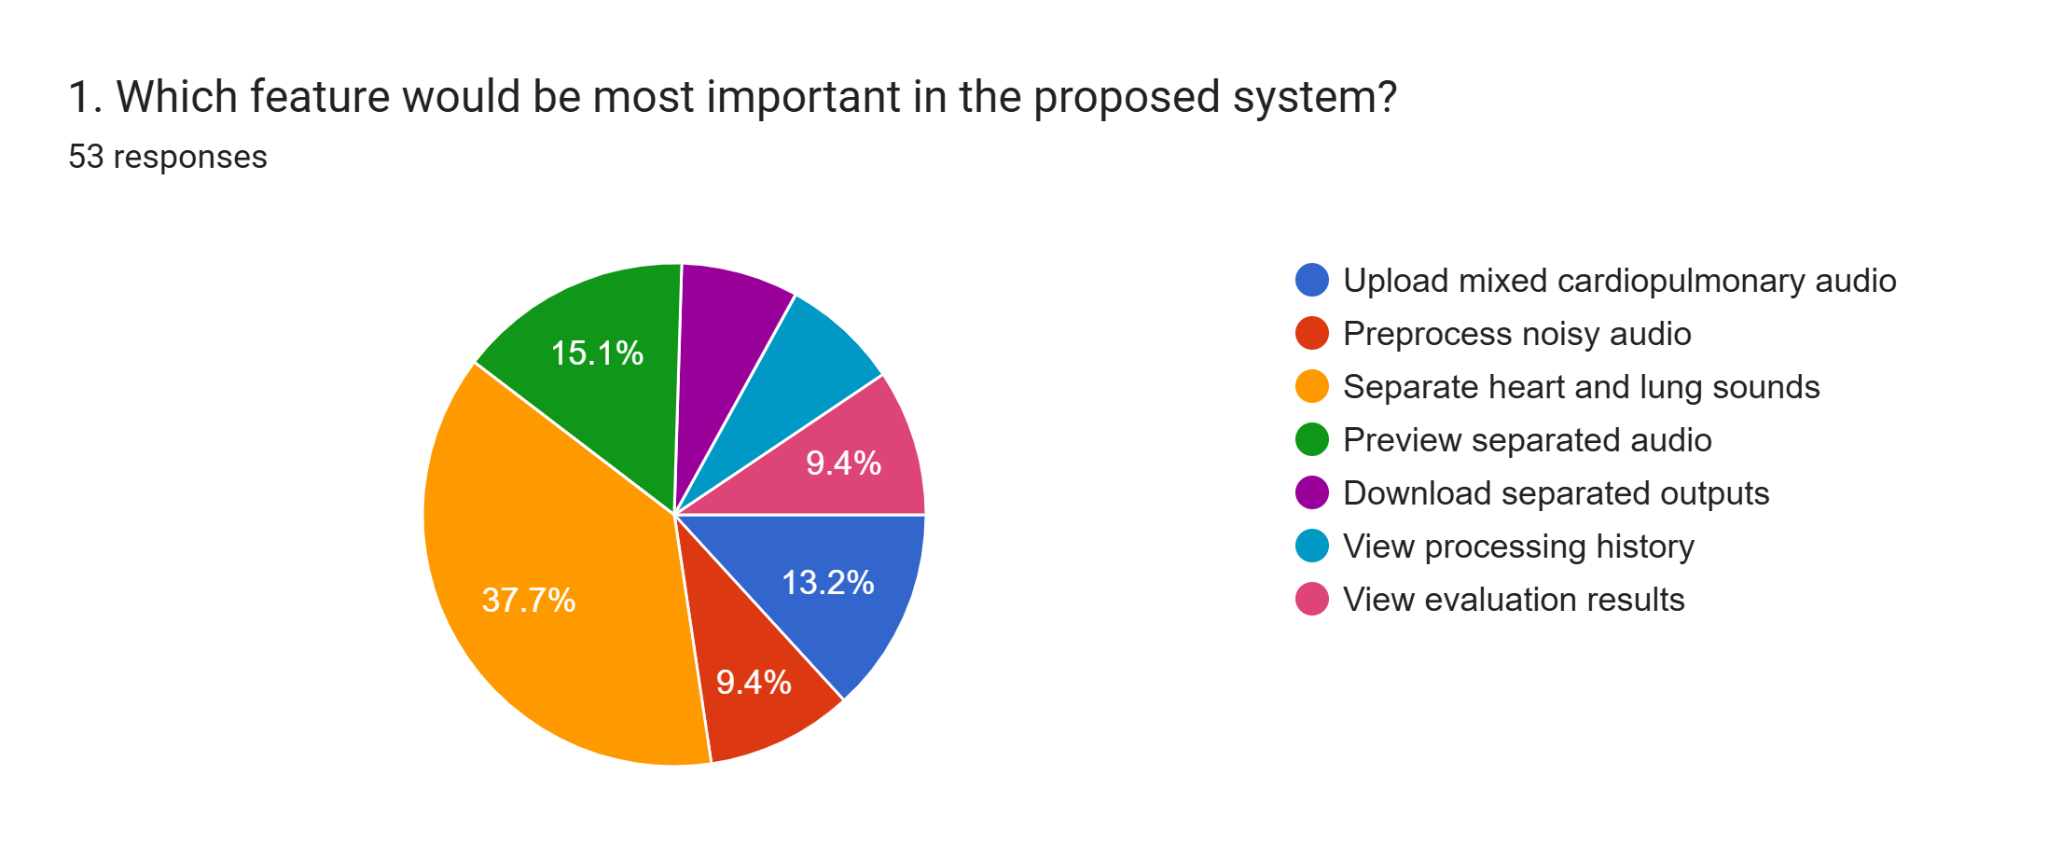 1. Which feature would be most important in the proposed system?
53 responses
15.1%
9.4%
13.2%
37.7%
9.4%
Upload mixed cardiopulmonary audio
Preprocess noisy audio
Separate heart and lung sounds
Preview separated audio
Download separated outputs
View processing history
View evaluation results